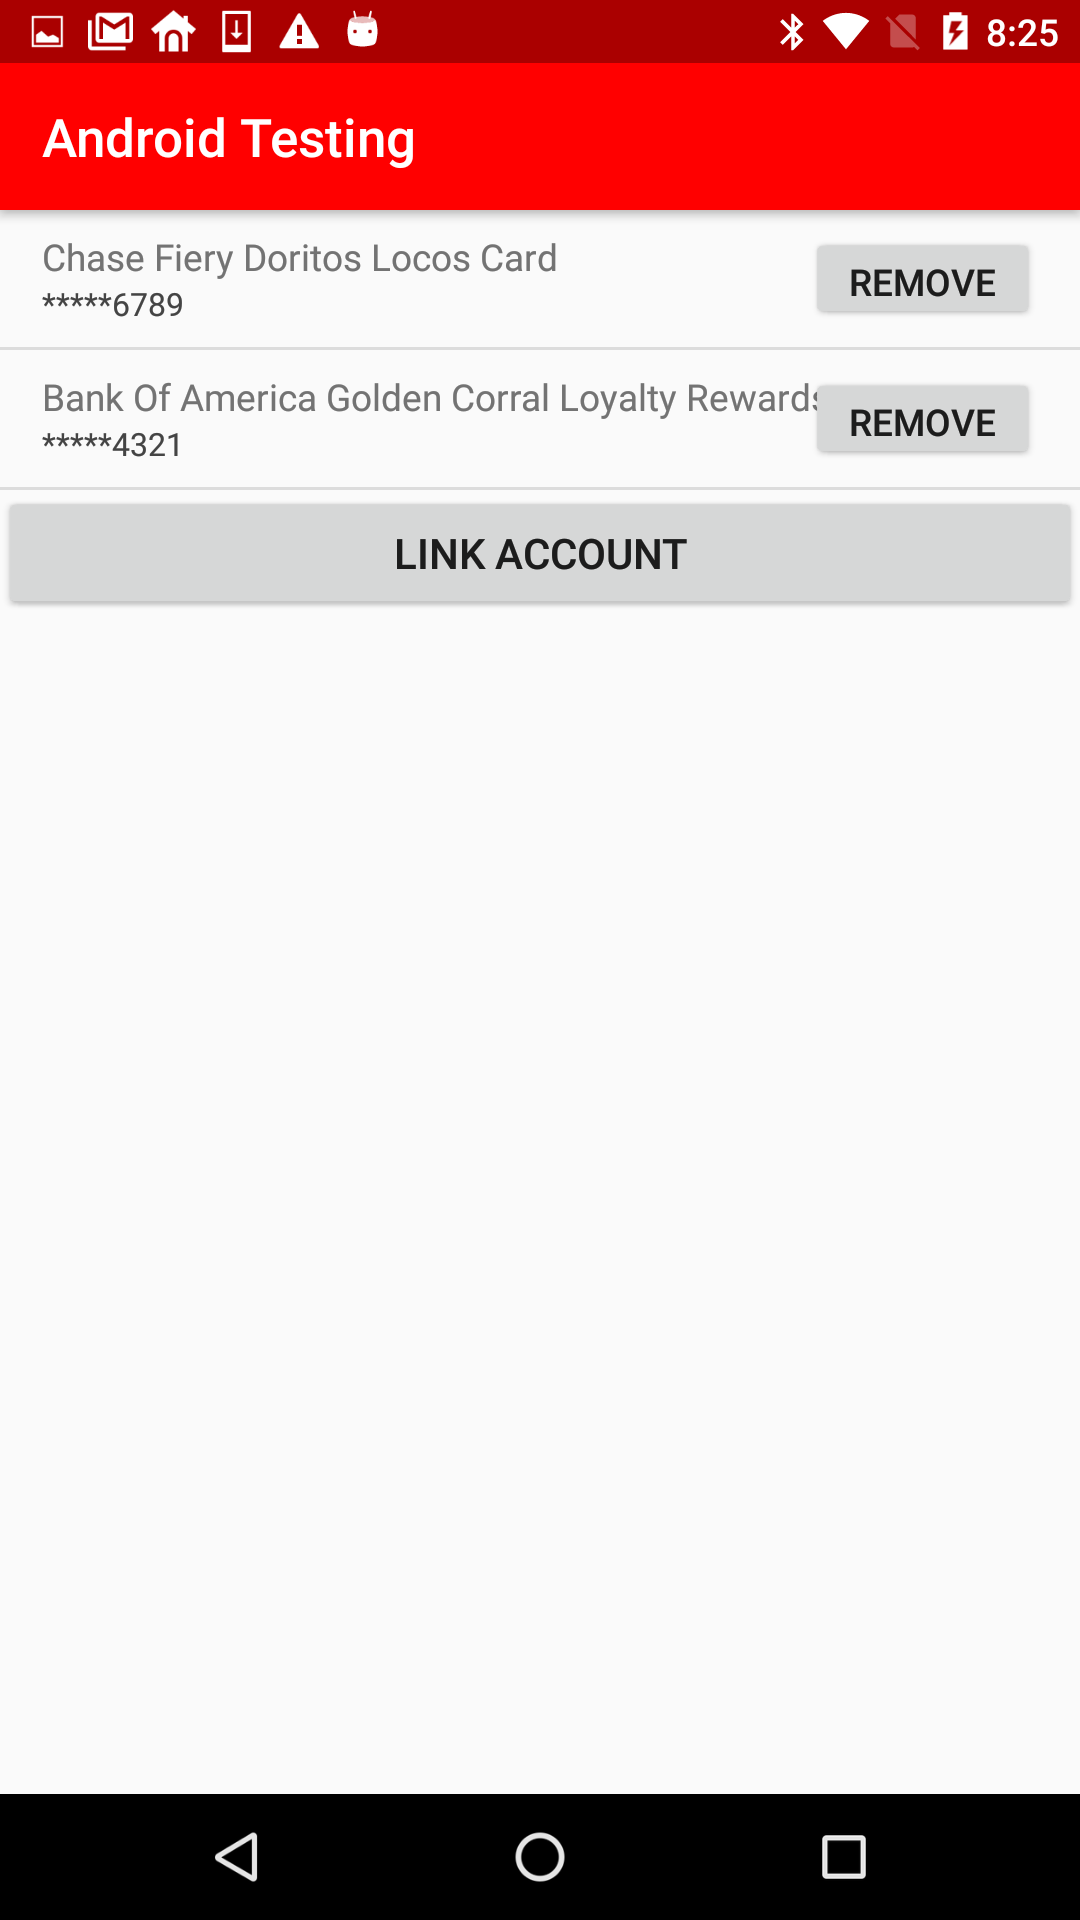 8:25
Android Testing
Chase Fiery Doritos Locos Card
*****6789
REMOVE
Bank Of America Golden Corral Loyalty Rewards
*****4321
REMOVE
LINK ACCOUNT